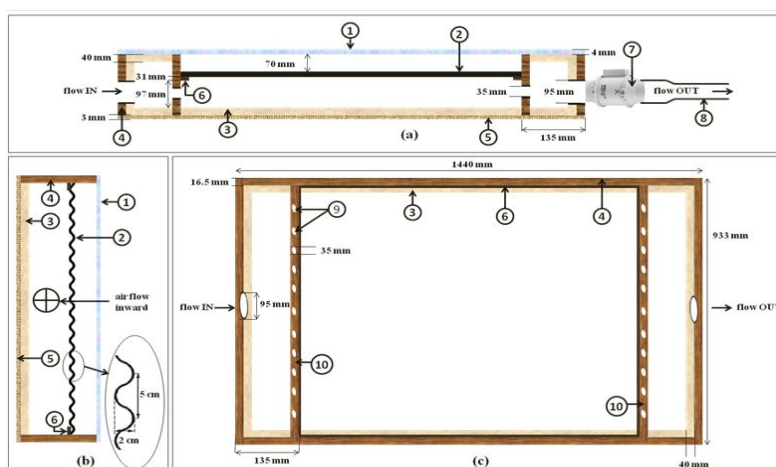 1
2
7
40 mm
4 mm
70 mm
31 mm
6
35 mm
95 mm
flow IN
97 mm
flow OUT
3 mm
4
3
5
8
(a)
135 mm
4
1
3
2
air flow
inward
5
5 cm
6
2 cm
(b)
1440 mm
16.5 mm
9
3
6
4
35 mm
933 mm
flow IN
95 mm
flow OUT
10
10
135 mm
(c)
40 mm